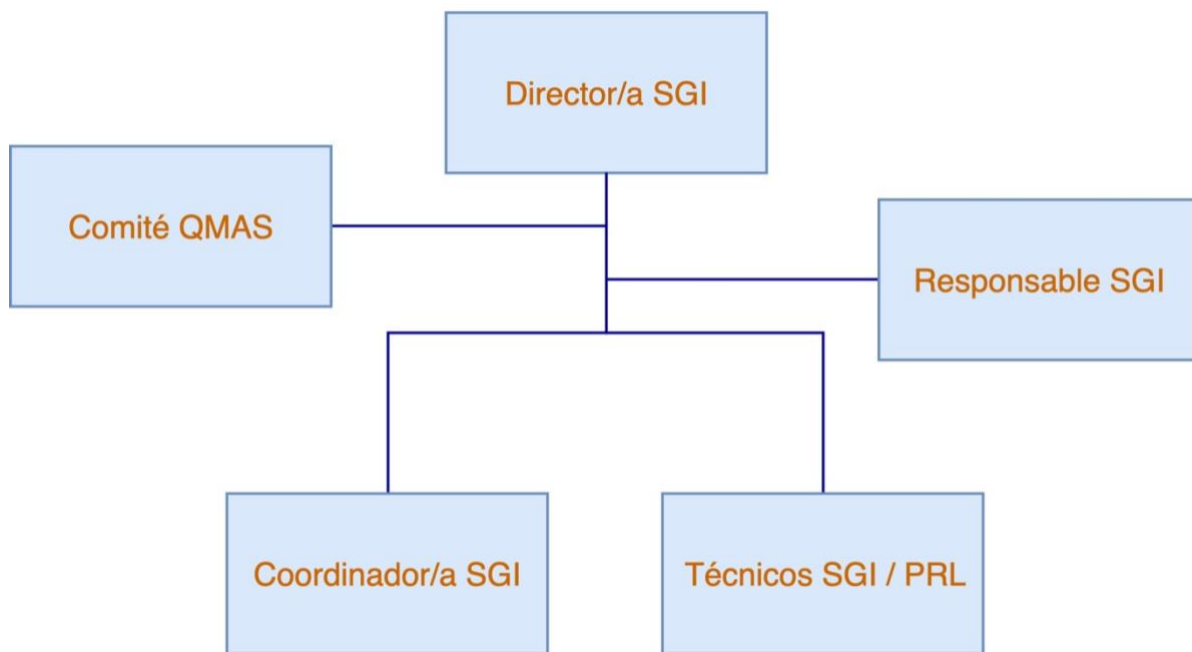 Director/a SGI
Comité QMAS
Responsable SGI
Coordinador/a SGI
Técnicos SGI / PRL